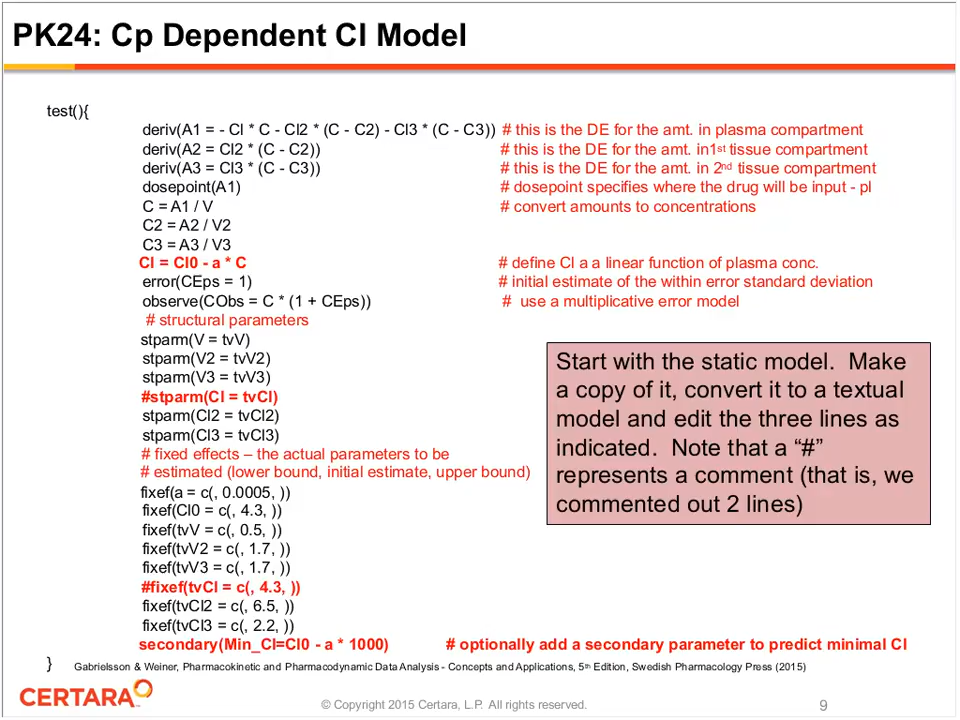 PK24: Cp Dependent Cl Model
test(){
deriv(A1 = - Cl * C - Cl2 * (C - C2) - Cl3 * (C - C3)) # this is the DE for the amt. in plasma compartment
deriv(A2 = Cl2 * (C - C2)) # this is the DE for the amt. in1st tissue compartment
deriv(A3 = Cl3 * (C - C3)) # this is the DE for the amt. in 2nd tissue compartment
dosepoint(A1) # dosepoint specifies where the drug will be input - pl
C = A1 / V # convert amounts to concentrations
C2 = A2 / V2
C3 = A3 / V3
Cl = Cl0 - a * C # define Cl a a linear function of plasma conc.
error(CEps = 1) # initial estimate of the within error standard deviation
observe(CObs = C * (1 + CEps)) # use a multiplicative error model
# structural parameters
stparm(V = tvV)
stparm(V2 = tvV2)
stparm(V3 = tvV3)
#stparm(Cl = tvCl)
stparm(Cl2 = tvCl2)
stparm(Cl3 = tvCl3)
# fixed effects – the actual parameters to be
# estimated (lower bound, initial estimate, upper bound)
fixef(a = c(, 0.0005, ))
fixef(Cl0 = c(, 4.3, ))
fixef(tvV = c(, 0.5, ))
fixef(tvV2 = c(, 1.7, ))
fixef(tvV3 = c(, 1.7, ))
#fixef(tvCl = c(, 4.3, ))
fixef(tvCl2 = c(, 6.5, ))
fixef(tvCl3 = c(, 2.2, ))
secondary(Min_Cl=Cl0 - a * 1000) # optionally add a secondary parameter to predict minimal Cl
}
Start with the static model. Make
a copy of it, convert it to a textual
model and edit the three lines as
indicated. Note that a “#”
represents a comment (that is, we
commented out 2 lines)
Gabrielsson & Weiner, Pharmacokinetic and Pharmacodynamic Data Analysis - Concepts and Applications, 5th Edition, Swedish Pharmacology Press (2015)
CERTARA
© Copyright 2015 Certara, L.P. All rights reserved.
9